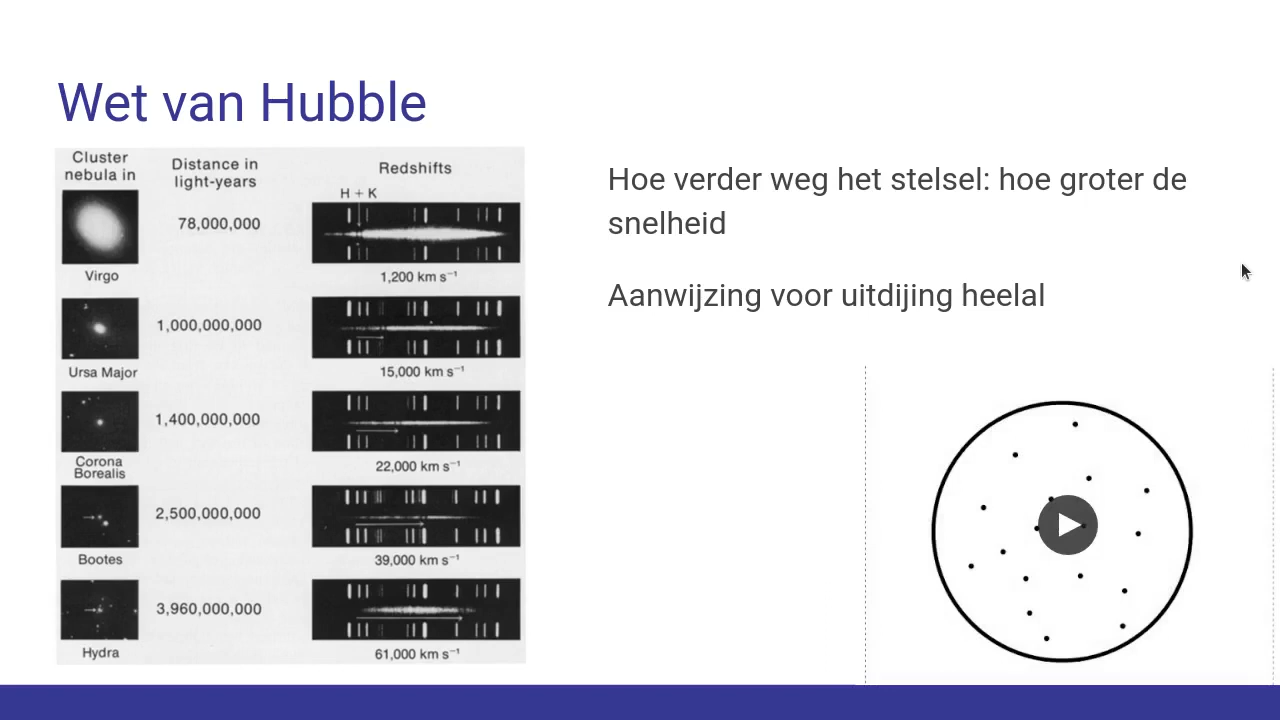 Wet van Hubble
Cluster
nebula in
Distance in
light-years
Redshifts
H + K
78,000,000
Virgo
1,200 km s⁻¹
1,000,000,000
Ursa Major
15,000 km s⁻¹
1,400,000,000
Corona
Borealis
22,000 km s⁻¹
2,500,000,000
Bootes
39,000 km s⁻¹
3,960,000,000
Hydra
61,000 km s⁻¹
Hoe verder weg het stelsel: hoe groter de
snelheid
Aanwijzing voor uitdijing heelal